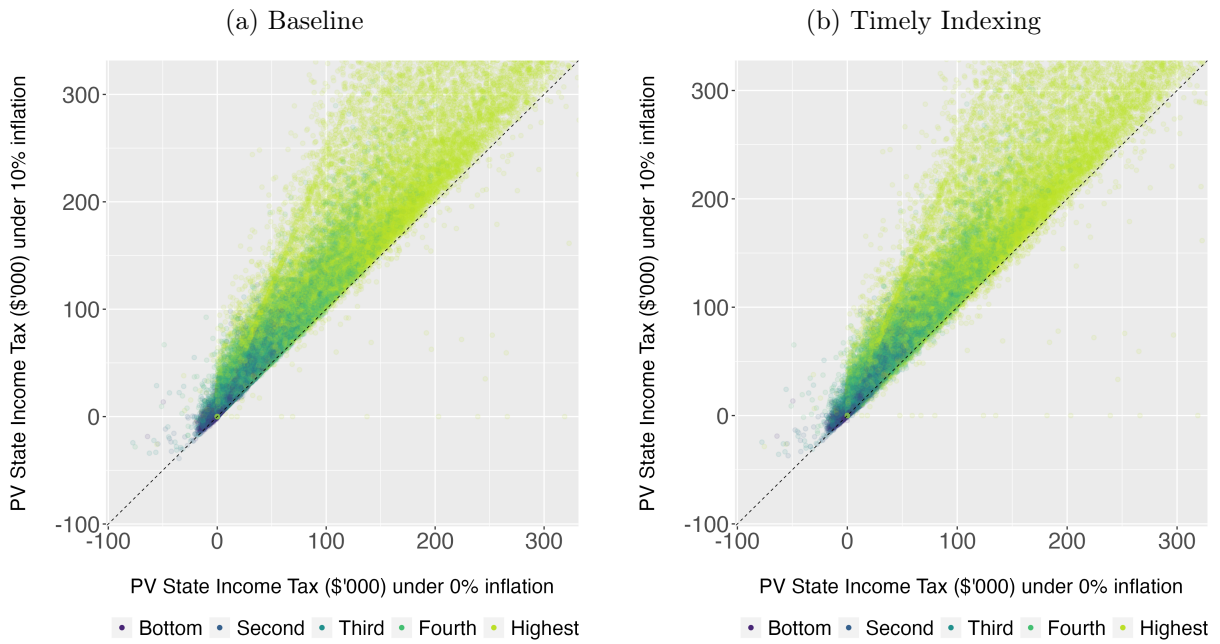 (a) Baseline
PV State Income Tax ($'000) under 10% inflation
300
200
100
0
-100
-100 0 100 200 300
PV State Income Tax ($'000) under 0% inflation
Bottom Second Third Fourth Highest
(b) Timely Indexing
PV State Income Tax ($'000) under 10% inflation
300
200
100
0
-100
-100 0 100 200 300
PV State Income Tax ($'000) under 0% inflation
Bottom Second Third Fourth Highest